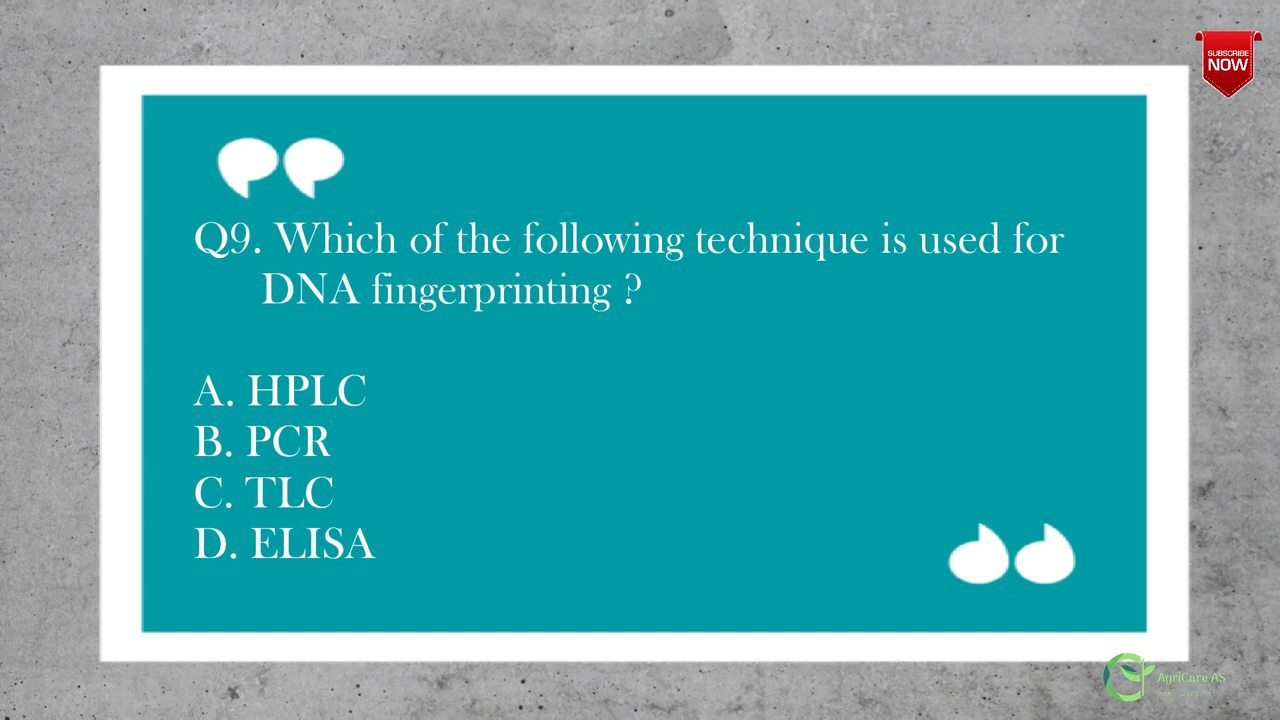 SUBSCRIBE
NOW
Q9. Which of the following technique is used for
DNA fingerprinting ?
A. HPLC
B. PCR
C. TLC
D. ELISA
AgriCare AS